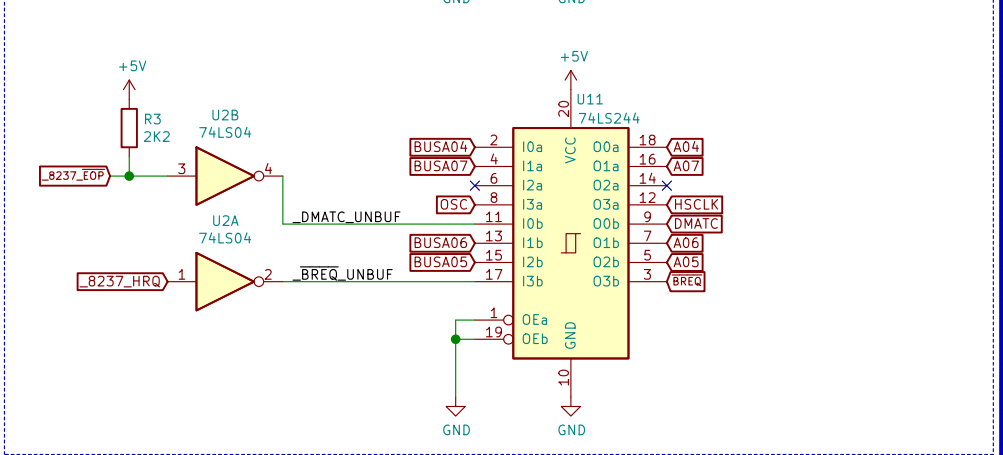 GND GND
+5V
R3
2K2
U2B
74LS04
_8237_EOP
3
4
_DMATC_UNBUF
U2A
74LS04
_8237_HRQ
1
2
_BREQ_UNBUF
+5V
U11
74LS244
20
VCC
BUSA04 2 I0a O0a 18 A04
BUSA07 4 I1a O1a 16 A07
6 I2a O2a 14
OSC 8 I3a O3a 12 HSCLK
11 I0b O0b 9 DMATC
BUSA06 13 I1b O1b 7 A06
BUSA05 15 I2b O2b 5 A05
17 I3b O3b 3 BREQ
1 OEa
19 OEb
GND
10
GND GND